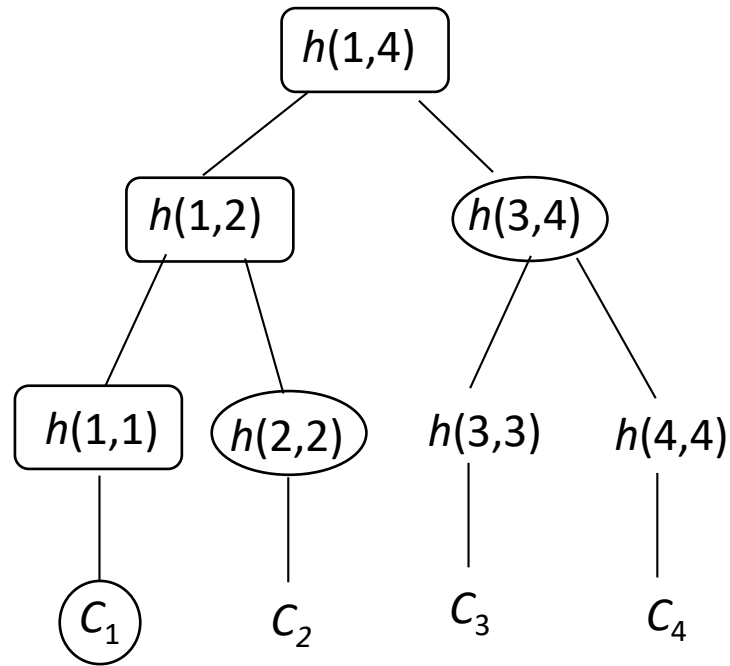 h(1,4)
h(1,2) h(3,4)
h(1,1) h(2,2) h(3,3) h(4,4)
C₁ C₂ C₃ C₄